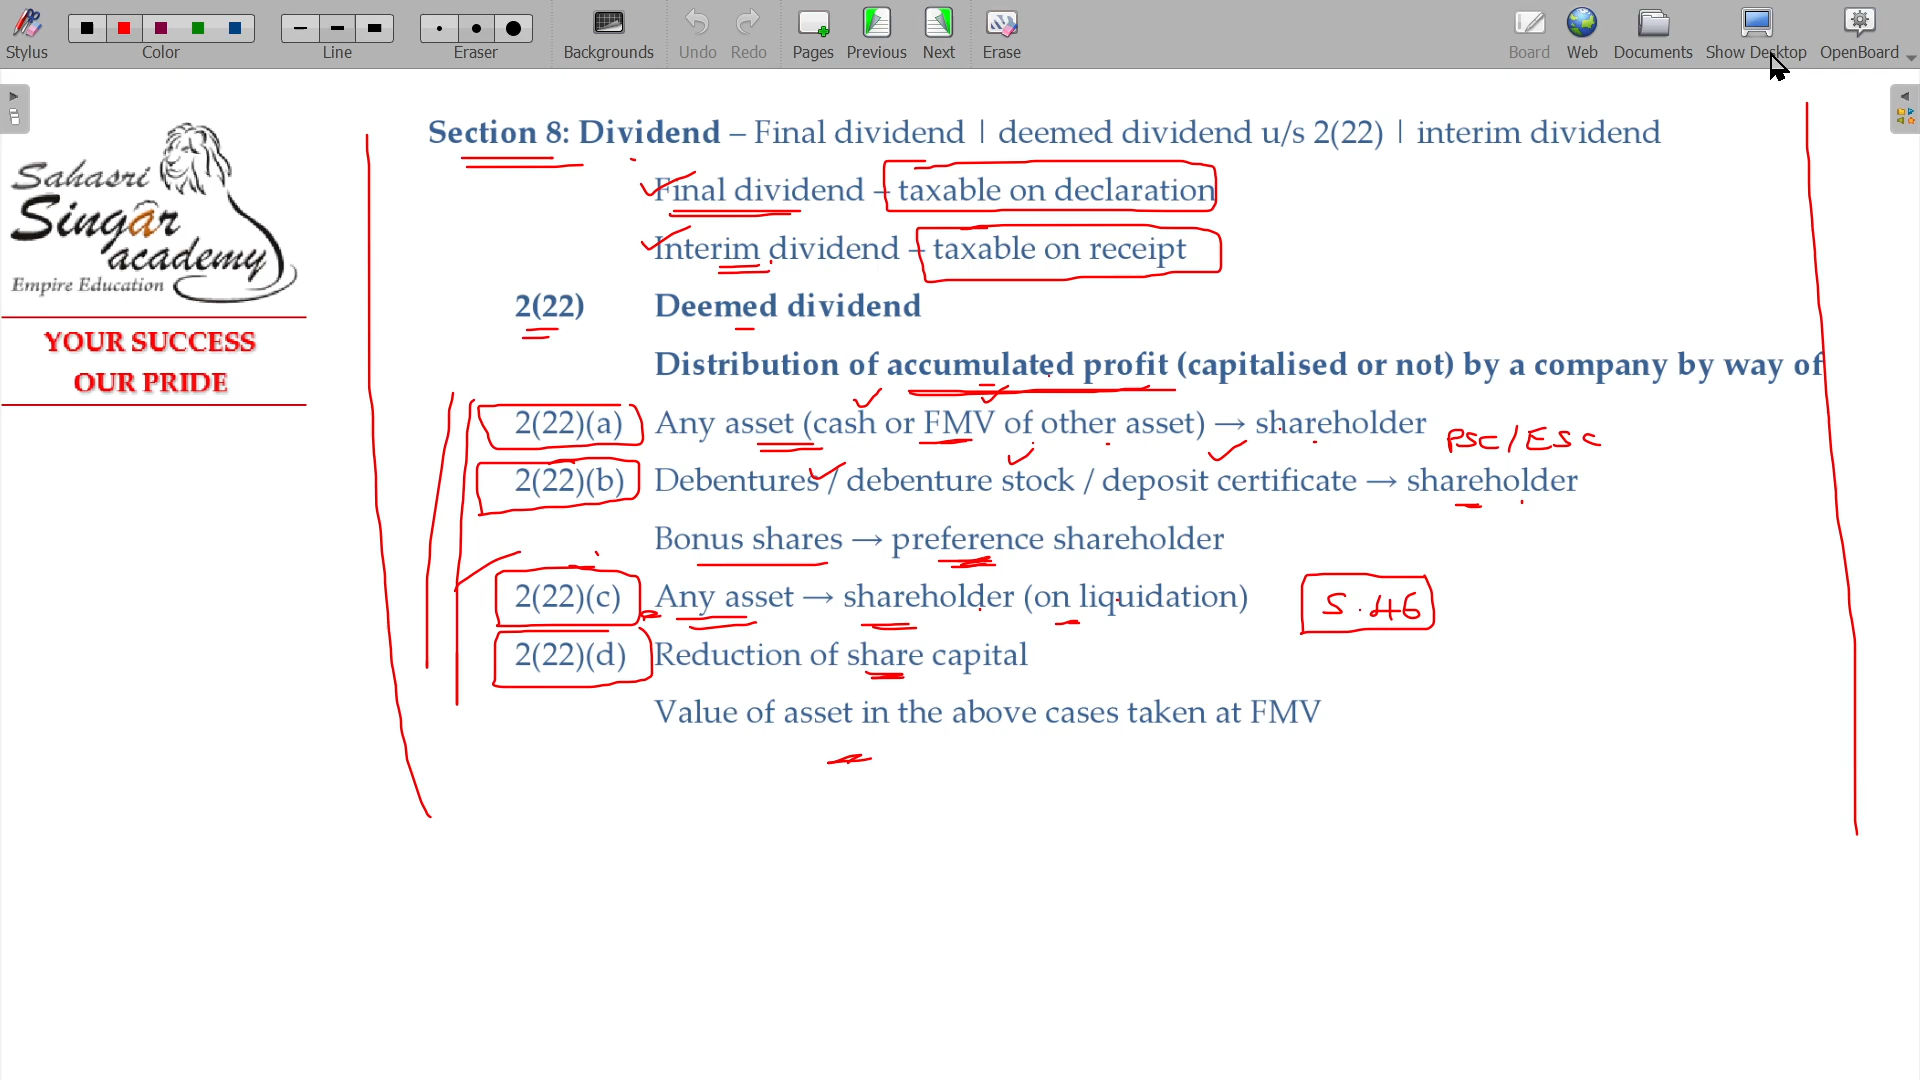 Stylus
Color
Line
Eraser
Backgrounds
Undo
Redo
Pages
Previous
Next
Erase
Board
Web
Documents
Show Desktop
OpenBoard
Sahasri
Singar
academy
Empire Education
YOUR SUCCESS
OUR PRIDE
Section 8: Dividend – Final dividend | deemed dividend u/s 2(22) | interim dividend
Final dividend – taxable on declaration
Interim dividend – taxable on receipt
2(22) Deemed dividend
Distribution of accumulated profit (capitalised or not) by a company by way of
2(22)(a) Any asset (cash or FMV of other asset) → shareholder PSC/ESC
2(22)(b) Debentures / debenture stock / deposit certificate → shareholder
Bonus shares → preference shareholder
2(22)(c) Any asset → shareholder (on liquidation) S.46
2(22)(d) Reduction of share capital
Value of asset in the above cases taken at FMV